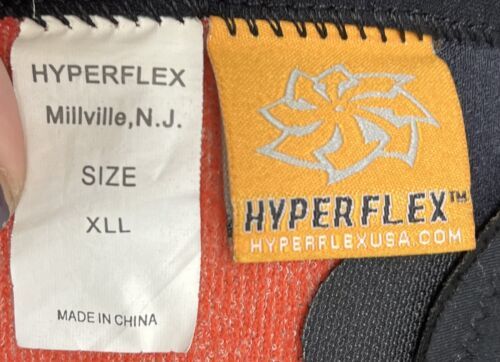 HYPERFLEX
Millville,N.J.
SIZE
XLL
MADE IN CHINA
HYPERFLEX™
HYPERFLEXUSA.COM